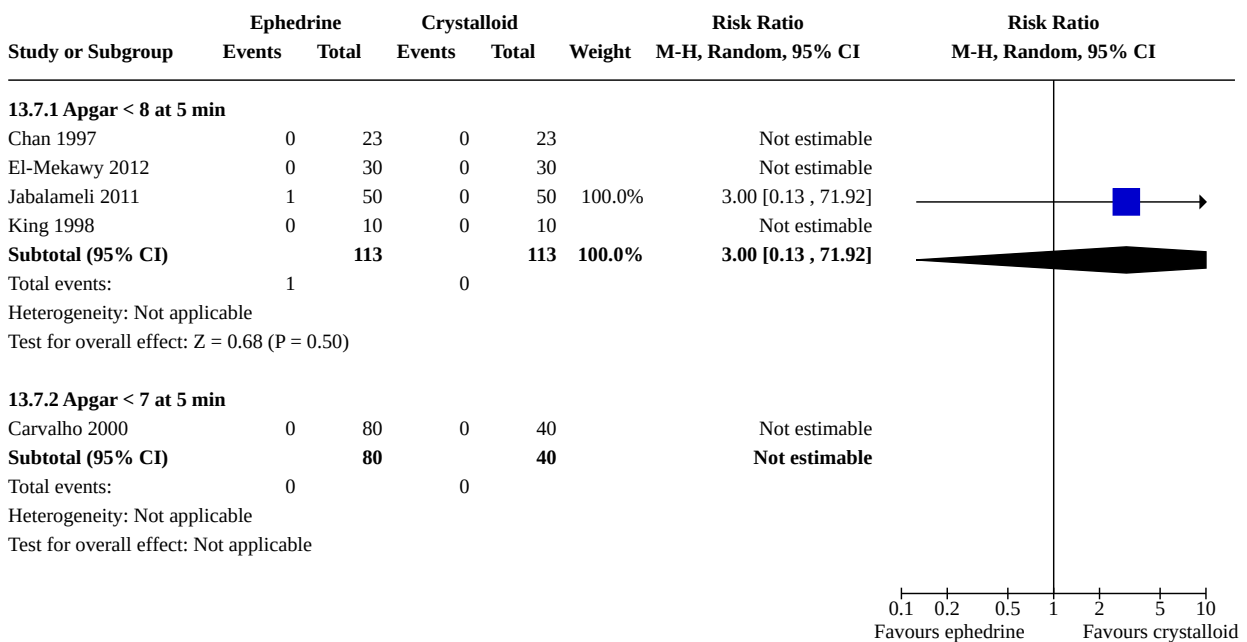 Ephedrine Crystalloid Risk Ratio Risk Ratio
Study or Subgroup Events Total Events Total Weight M-H, Random, 95% CI M-H, Random, 95% CI
13.7.1 Apgar < 8 at 5 min
Chan 1997 0 23 0 23 Not estimable
El-Mekawy 2012 0 30 0 30 Not estimable
Jabalameli 2011 1 50 0 50 100.0% 3.00 [0.13 , 71.92]
King 1998 0 10 0 10 Not estimable
Subtotal (95% CI) 113 113 100.0% 3.00 [0.13 , 71.92]
Total events: 1 0
Heterogeneity: Not applicable
Test for overall effect: Z = 0.68 (P = 0.50)
13.7.2 Apgar < 7 at 5 min
Carvalho 2000 0 80 0 40 Not estimable
Subtotal (95% CI) 80 40 Not estimable
Total events: 0 0
Heterogeneity: Not applicable
Test for overall effect: Not applicable
0.1 0.2 0.5 1 2 5 10
Favours ephedrine Favours crystalloid